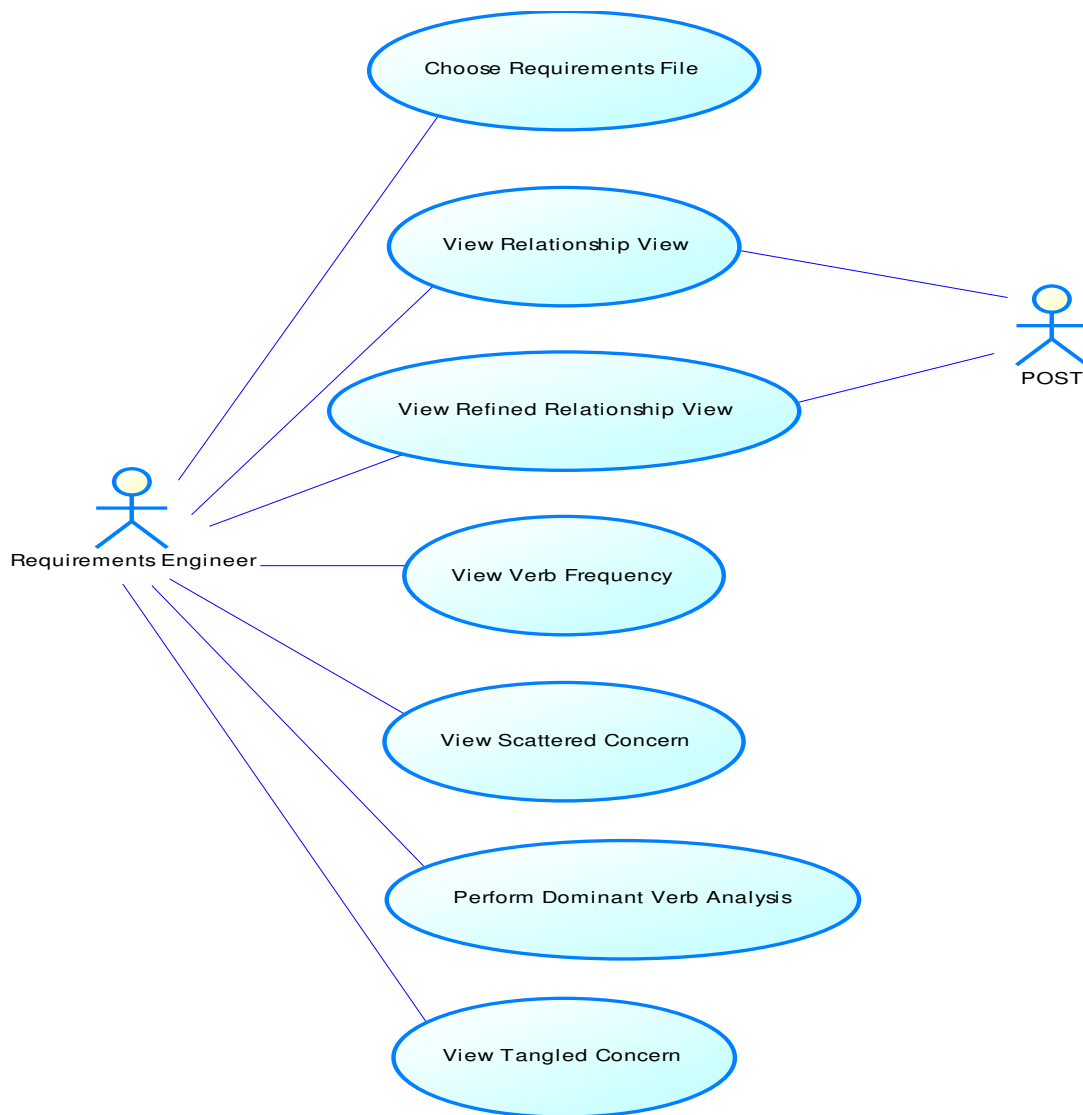 Choose Requirements File
View Relationship View
POST
View Refined Relationship View
Requirements Engineer
View Verb Frequency
View Scattered Concern
Perform Dominant Verb Analysis
View Tangled Concern